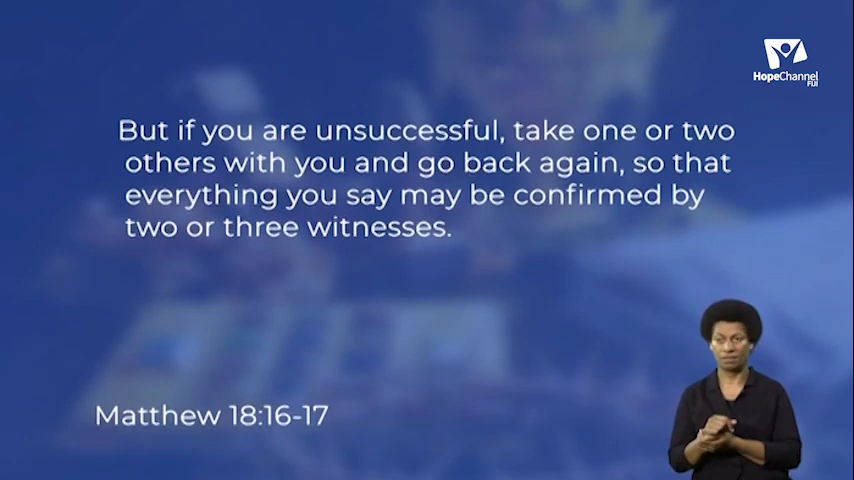 HopeChannel
FIJI
But if you are unsuccessful, take one or two
others with you and go back again, so that
everything you say may be confirmed by
two or three witnesses.
Matthew 18:16-17